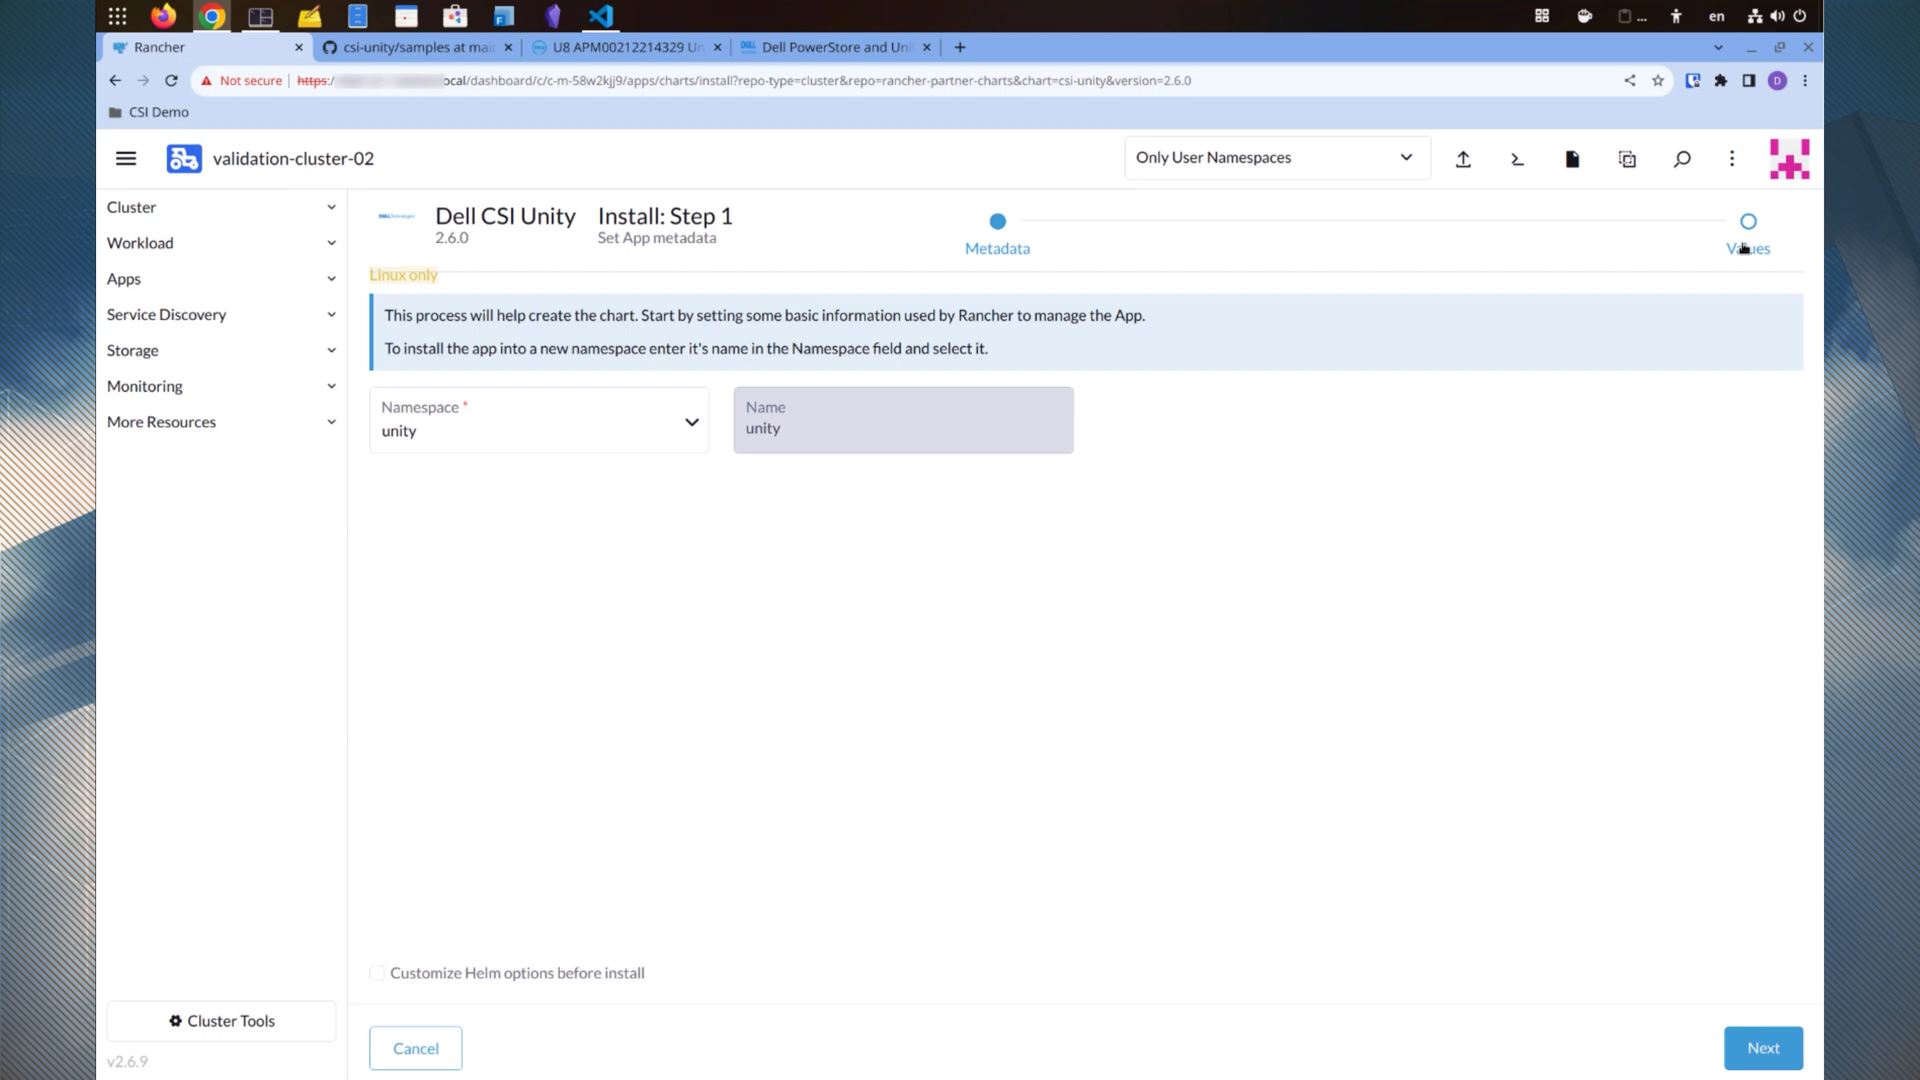 en
Rancher
csi-unity/samples at mai
U8 APM00212214329 Un
Dell PowerStore and Uni
Not secure
https:/
ocal/dashboard/c/c-m-58w2kjj9/apps/charts/install?repo-type=cluster&repo=rancher-partner-charts&chart=csi-unity&version=2.6.0
D
CSI Demo
validation-cluster-02
Only User Namespaces
Cluster
Workload
Apps
Service Discovery
Storage
Monitoring
More Resources
Dell CSI Unity
2.6.0
Install: Step 1
Set App metadata
Metadata
Values
Linux only
This process will help create the chart. Start by setting some basic information used by Rancher to manage the App.
To install the app into a new namespace enter it's name in the Namespace field and select it.
Namespace *
unity
Name
unity
Customize Helm options before install
Cluster Tools
v2.6.9
Cancel
Next